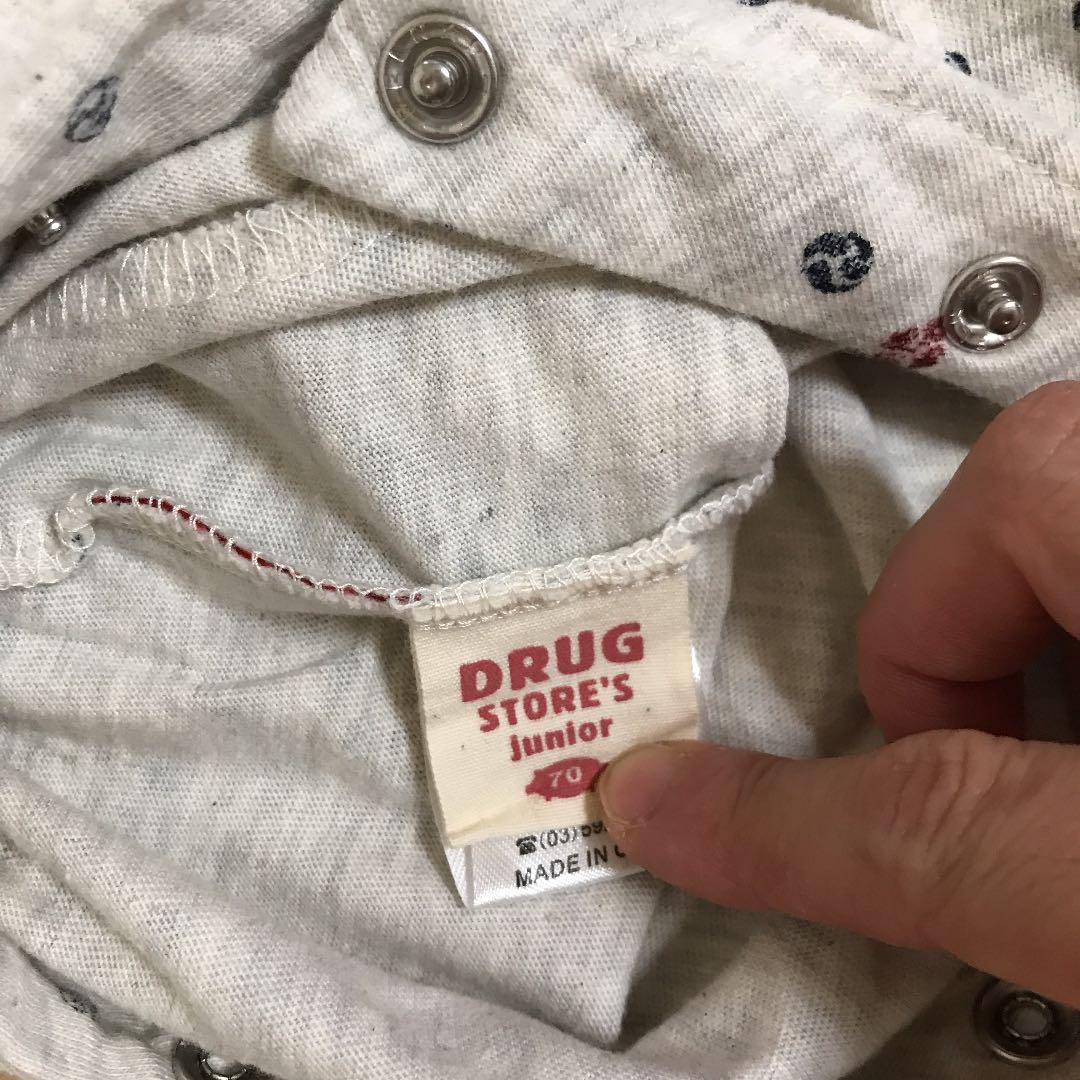 DRUG
STORE'S
junior
70
☎(03)
MADE IN